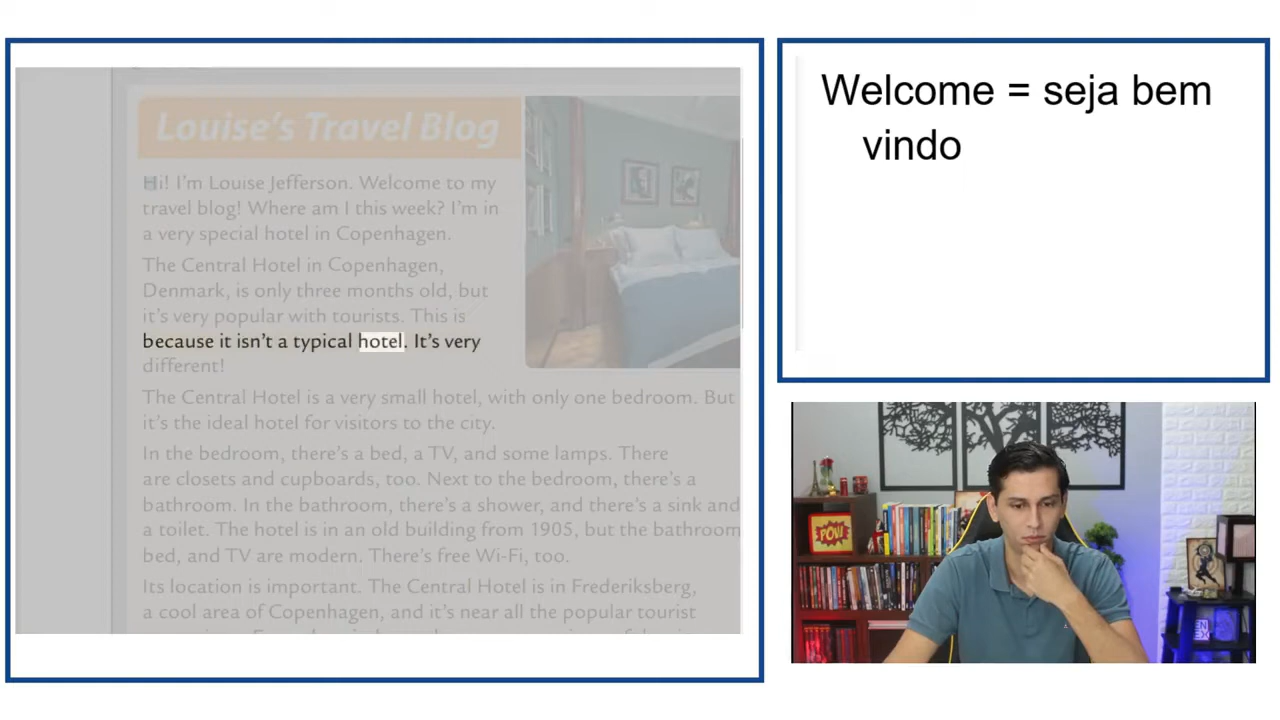 Louise's Travel Blog
Hi! I'm Louise Jefferson. Welcome to my
travel blog! Where am I this week? I'm in
a very special hotel in Copenhagen.
The Central Hotel in Copenhagen,
Denmark, is only three months old, but
it's very popular with tourists. This is
because it isn't a typical hotel. It's very
different!
The Central Hotel is a very small hotel, with only one bedroom. But
it's the ideal hotel for visitors to the city.
In the bedroom, there's a bed, a TV, and some lamps. There
are closets and cupboards, too. Next to the bedroom, there's a
bathroom. In the bathroom, there's a shower, and there's a sink and
a toilet. The hotel is in an old building from 1905, but the bathroom
bed, and TV are modern. There's free Wi-Fi, too.
Its location is important. The Central Hotel is in Frederiksberg,
a cool area of Copenhagen, and it's near all the popular tourist
Welcome = seja bem
vindo
POW!